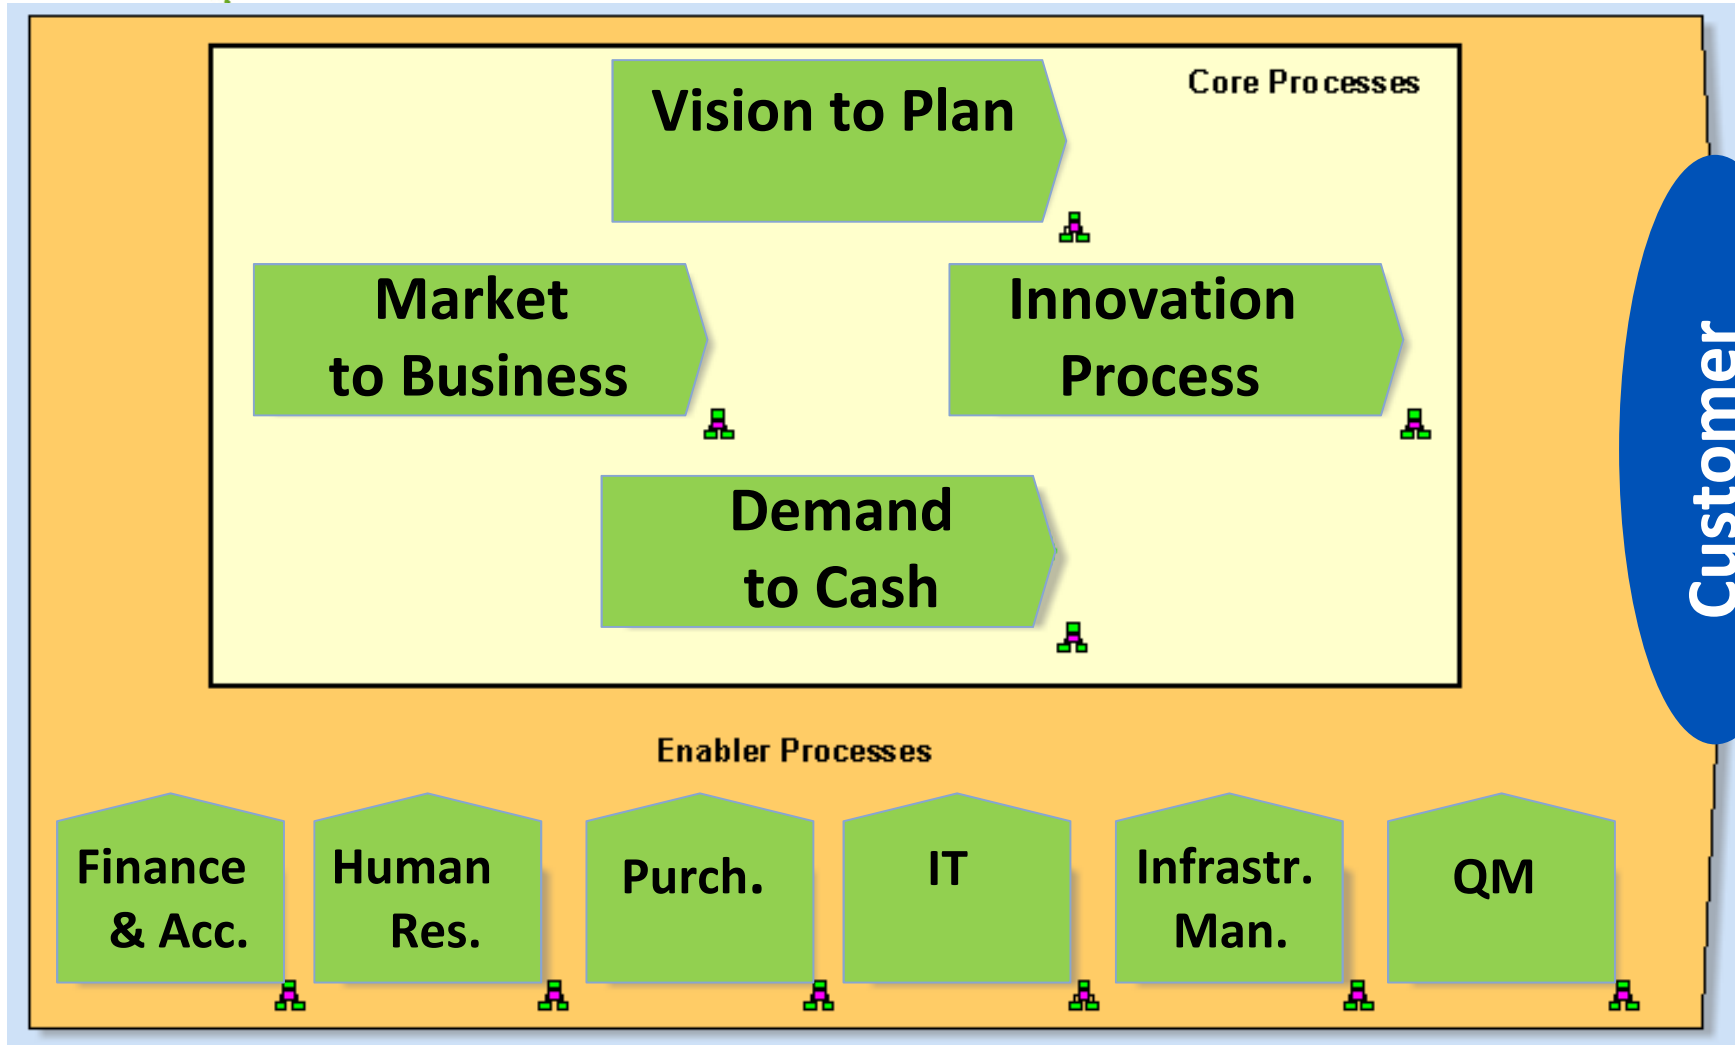 Core Processes
Vision to Plan
Market
to Business
Innovation
Process
Demand
to Cash
Customer
Enabler Processes
Finance
& Acc.
Human
Res.
Purch.
IT
Infrastr.
Man.
QM